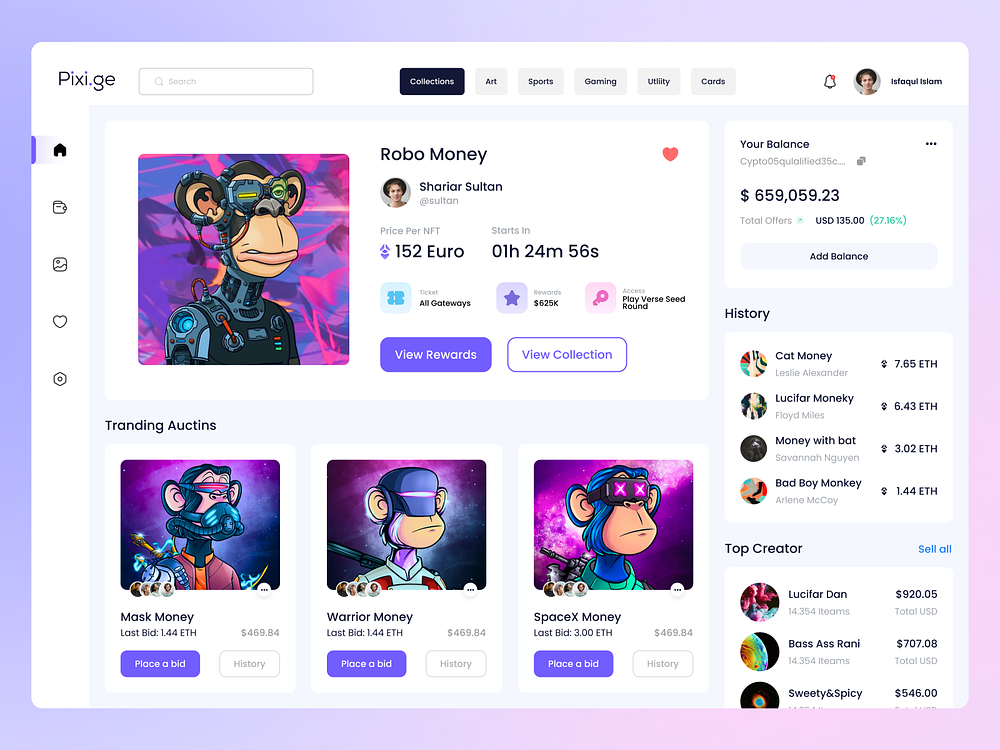 Pixi.ge
Search
Collections
Art
Sports
Gaming
Utliity
Cards
Isfaqul Islam
Robo Money
Shariar Sultan
@sultan
Price Per NFT
152 Euro
Starts In
01h 24m 56s
Ticket
All Gateways
Rewards
$625K
Access
Play Verse Seed
Round
View Rewards
View Collection
Tranding Auctins
Mask Money
Last Bid: 1.44 ETH
$469.84
Place a bid
History
Warrior Money
Last Bid: 1.44 ETH
$469.84
Place a bid
History
SpaceX Money
Last Bid: 3.00 ETH
$469.84
Place a bid
History
Your Balance
Cypto05qulalified35c....
$ 659,059.23
Total Offers
USD 135.00
(27.16%)
Add Balance
History
Cat Money
Leslie Alexander
7.65 ETH
Lucifar Moneky
Floyd Miles
6.43 ETH
Money with bat
Savannah Nguyen
3.02 ETH
Bad Boy Monkey
Arlene McCoy
1.44 ETH
Top Creator
Sell all
Lucifar Dan
14.354 Iteams
$920.05
Total USD
Bass Ass Rani
14.354 Iteams
$707.08
Total USD
Sweety&Spicy
$546.00